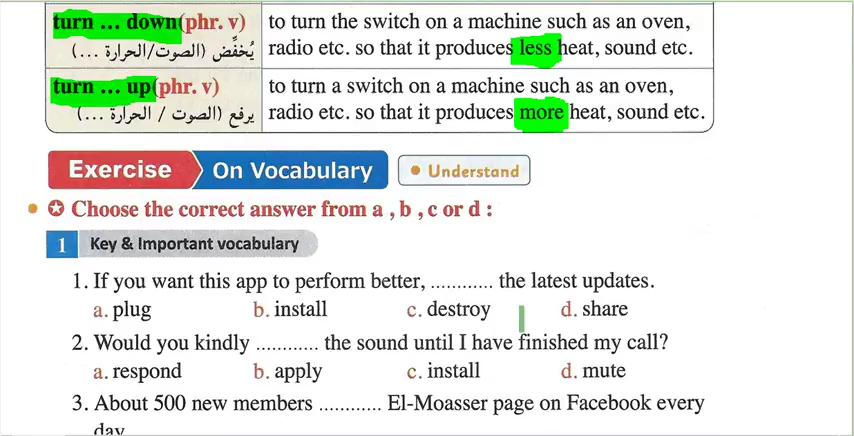 turn ... down(phr. v) to turn the switch on a machine such as an oven,
يُخفِّض (الصوت/الحرارة ...) radio etc. so that it produces less heat, sound etc.
turn ... up(phr. v) to turn a switch on a machine such as an oven,
يرفع (الصوت / الحرارة ...) radio etc. so that it produces more heat, sound etc.
Exercise On Vocabulary • Understand
• ✪ Choose the correct answer from a , b , c or d :
1 Key & Important vocabulary
1. If you want this app to perform better, ............ the latest updates.
a. plug b. install c. destroy d. share
2. Would you kindly ............ the sound until I have finished my call?
a. respond b. apply c. install d. mute
3. About 500 new members ............ El-Moasser page on Facebook every
day